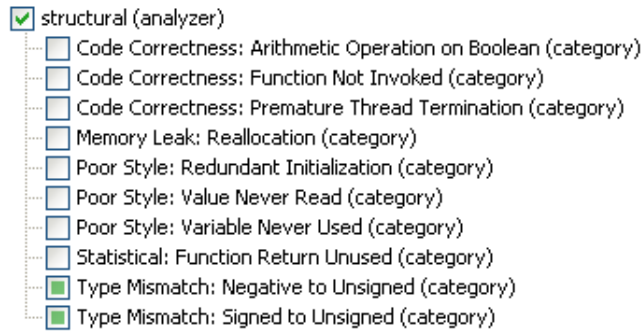 structural (analyzer)
Code Correctness: Arithmetic Operation on Boolean (category)
Code Correctness: Function Not Invoked (category)
Code Correctness: Premature Thread Termination (category)
Memory Leak: Reallocation (category)
Poor Style: Redundant Initialization (category)
Poor Style: Value Never Read (category)
Poor Style: Variable Never Used (category)
Statistical: Function Return Unused (category)
Type Mismatch: Negative to Unsigned (category)
Type Mismatch: Signed to Unsigned (category)